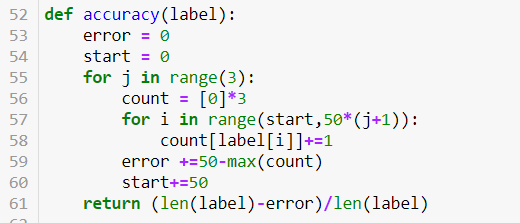 52 def accuracy(label):
53     error = 0
54     start = 0
55     for j in range(3):
56         count = [0]*3
57         for i in range(start,50*(j+1)):
58             count[label[i]]+=1
59         error +=50-max(count)
60         start+=50
61     return (len(label)-error)/len(label)